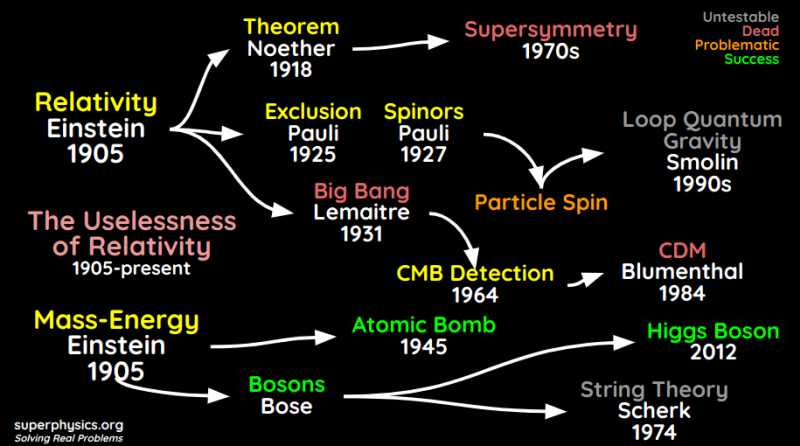 Untestable
Dead
Problematic
Success
Theorem
Noether
1918
Supersymmetry
1970s
Relativity
Einstein
1905
Exclusion
Pauli
1925
Spinors
Pauli
1927
Loop Quantum
Gravity
Smolin
1990s
Particle Spin
Big Bang
Lemaitre
1931
The Uselessness
of Relativity
1905-present
CMB Detection
1964
CDM
Blumenthal
1984
Mass-Energy
Einstein
1905
Atomic Bomb
1945
Higgs Boson
2012
Bosons
Bose
String Theory
Scherk
1974
superphysics.org
Solving Real Problems